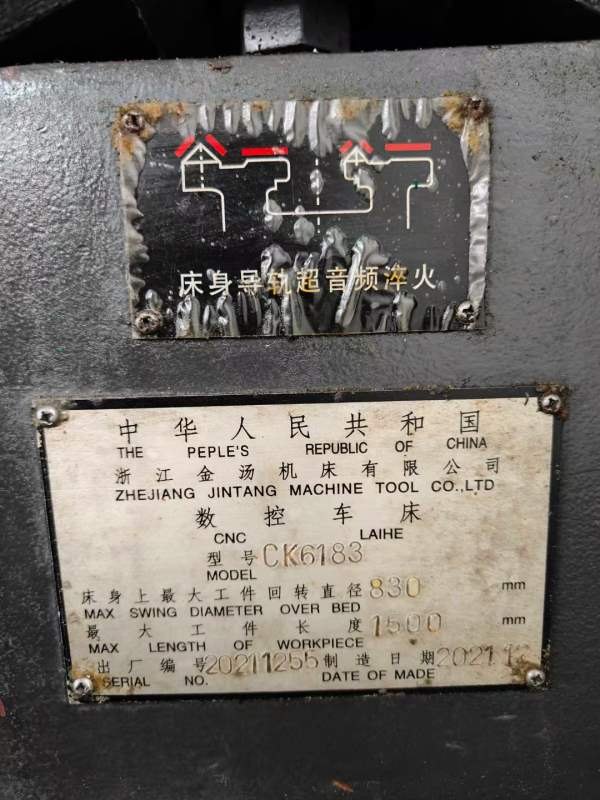 床身导轨超音频淬火
中华人民共和国
THE PEPLE'S REPUBLIC OF CHINA
浙江金汤机床有限公司
ZHEJIANG JINTANG MACHINE TOOL CO.,LTD
数控车床
CNC LAIHE
型号 CK6183
MODEL
床身上最大工件回转直径 830 mm
MAX SWING DIAMETER OVER BED
最大工件长度 1500 mm
MAX LENGTH OF WORKPIECE
出厂编号 20211255 制造日期 2021.12
SERIAL NO. DATE OF MADE